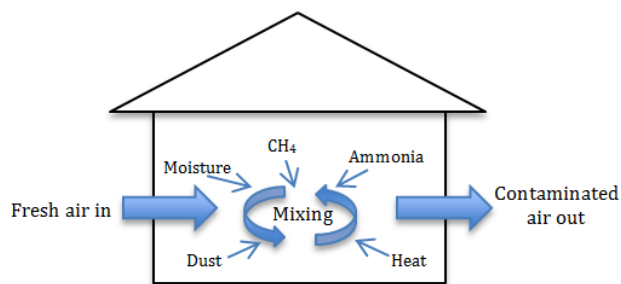 CH₄
Moisture
Ammonia
Fresh air in
Mixing
Contaminated
air out
Dust
Heat